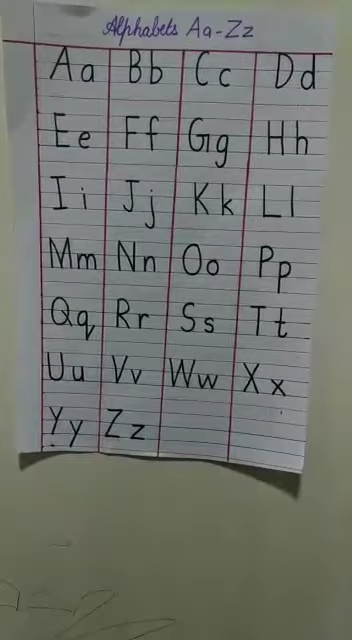 Alphabets Aa-Zz
Aa Bb Cc Dd
Ee Ff Gg Hh
Ii Jj Kk Ll
Mm Nn Oo Pp
Qq Rr Ss Tt
Uu Vv Ww Xx
Yy Zz